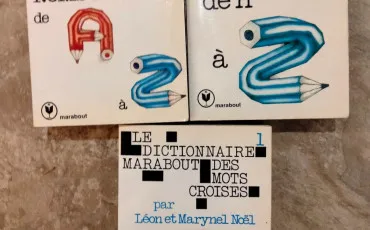 de A
à Z
marabout
de n
à Z
marabout
LE 1
DICTIONNAIRE
MARABOUT DES
MOTS
CROISES
par
Léon et Marynel Noël